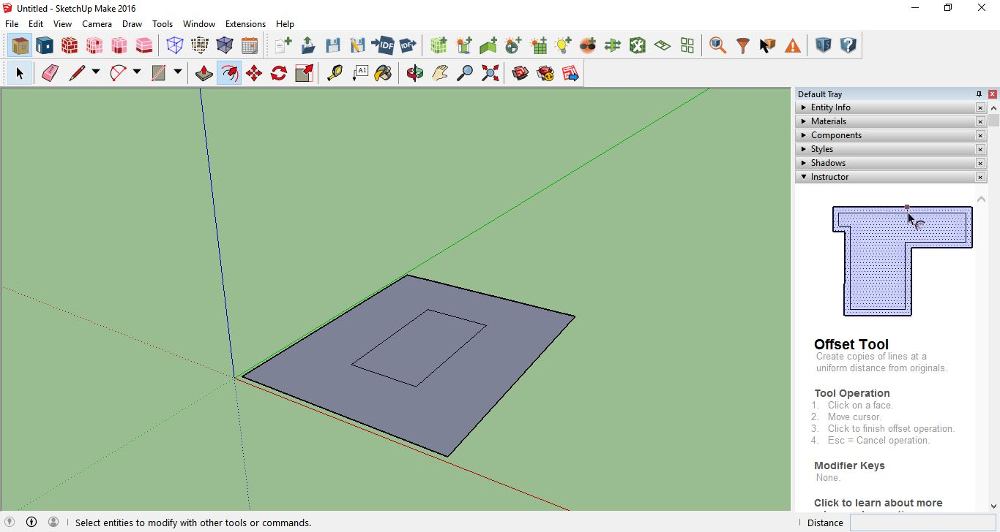 Untitled - SketchUp Make 2016
File Edit View Camera Draw Tools Window Extensions Help
IDF IDF
A1
Default Tray
Entity Info
Materials
Components
Styles
Shadows
Instructor
Offset Tool
Create copies of lines at a
uniform distance from originals.
Tool Operation
1. Click on a face.
2. Move cursor.
3. Click to finish offset operation.
4. Esc = Cancel operation.
Modifier Keys
None.
Click to learn about more
Select entities to modify with other tools or commands.
Distance